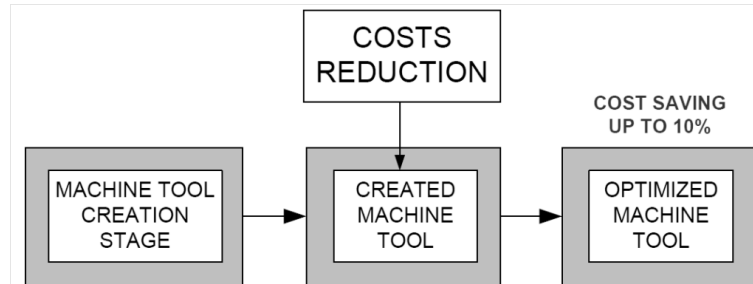 COSTS
REDUCTION
COST SAVING
UP TO 10%
MACHINE TOOL
CREATION
STAGE
CREATED
MACHINE
TOOL
OPTIMIZED
MACHINE
TOOL